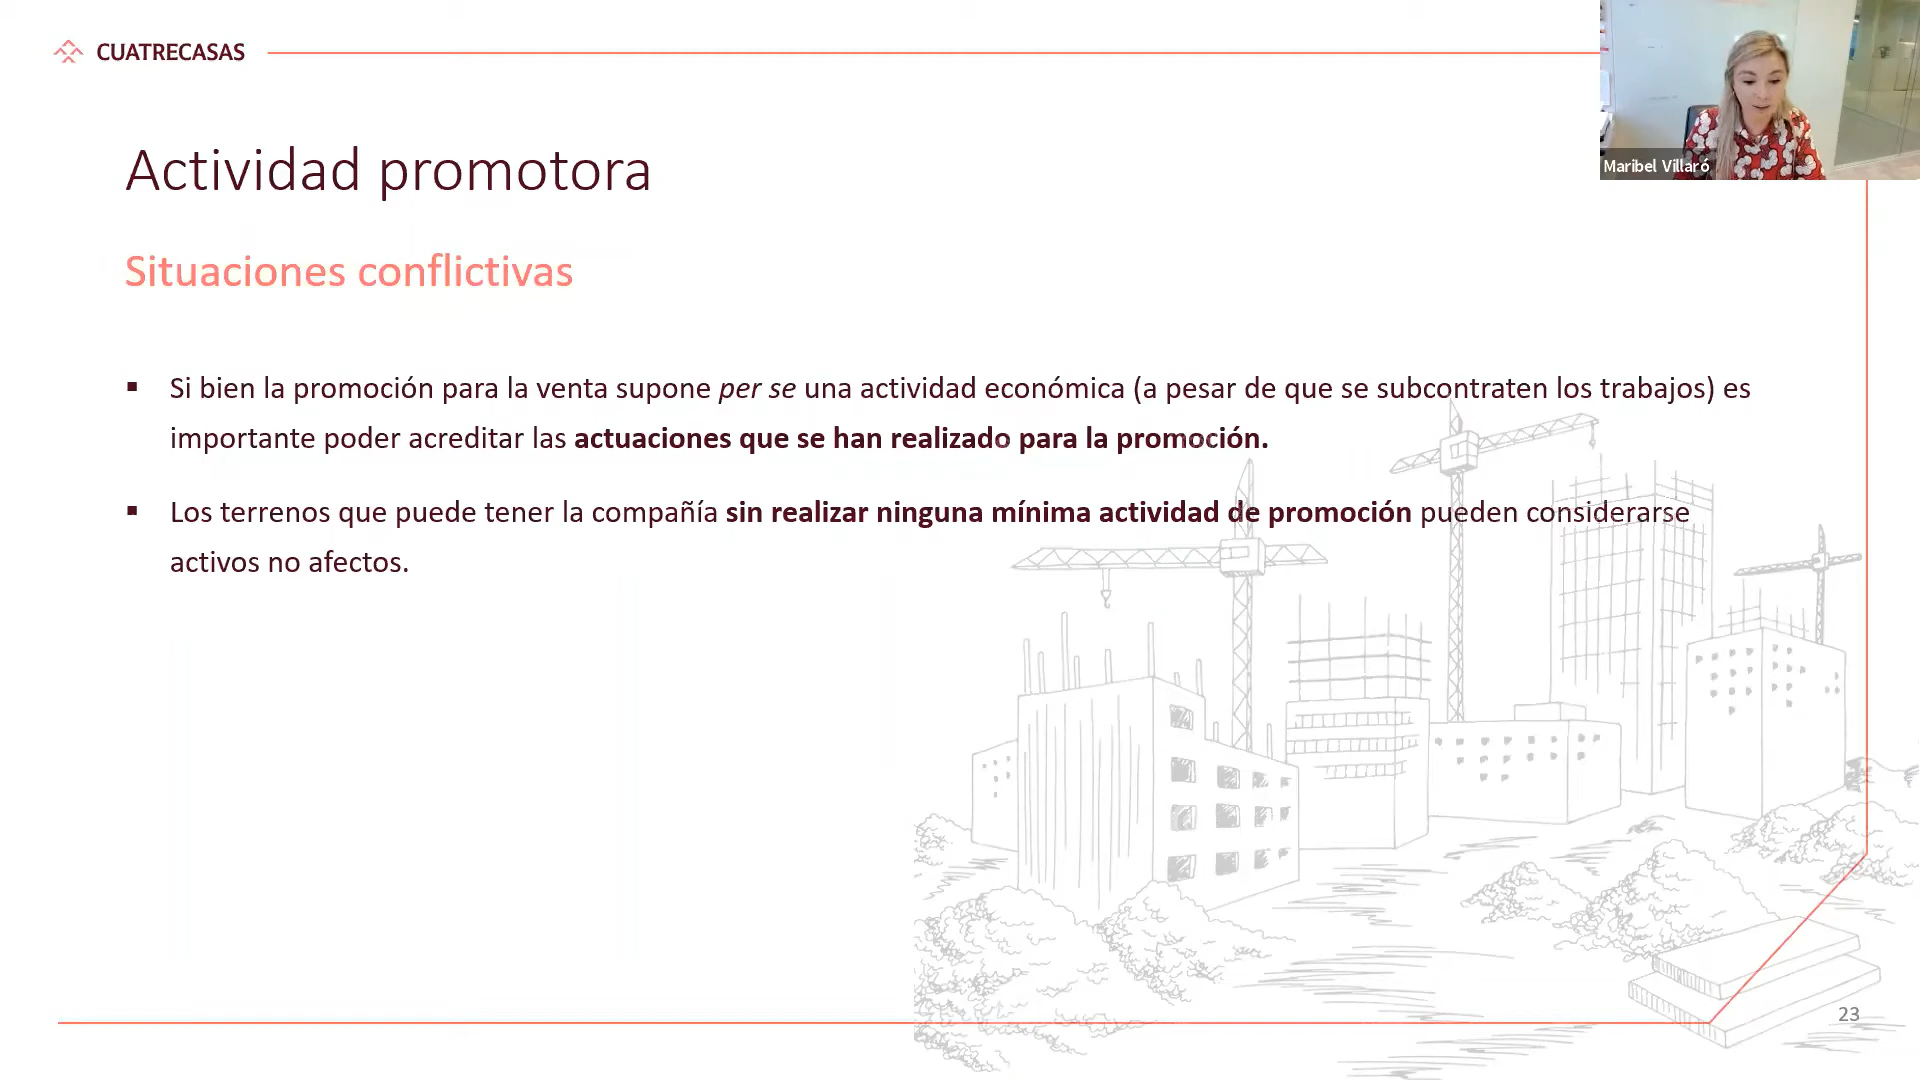 CUATRECASAS
Maribel Villaró
Actividad promotora
Situaciones conflictivas
▪ Si bien la promoción para la venta supone per se una actividad económica (a pesar de que se subcontraten los trabajos) es
importante poder acreditar las actuaciones que se han realizado para la promoción.
▪ Los terrenos que puede tener la compañía sin realizar ninguna mínima actividad de promoción pueden considerarse
activos no afectos.
23